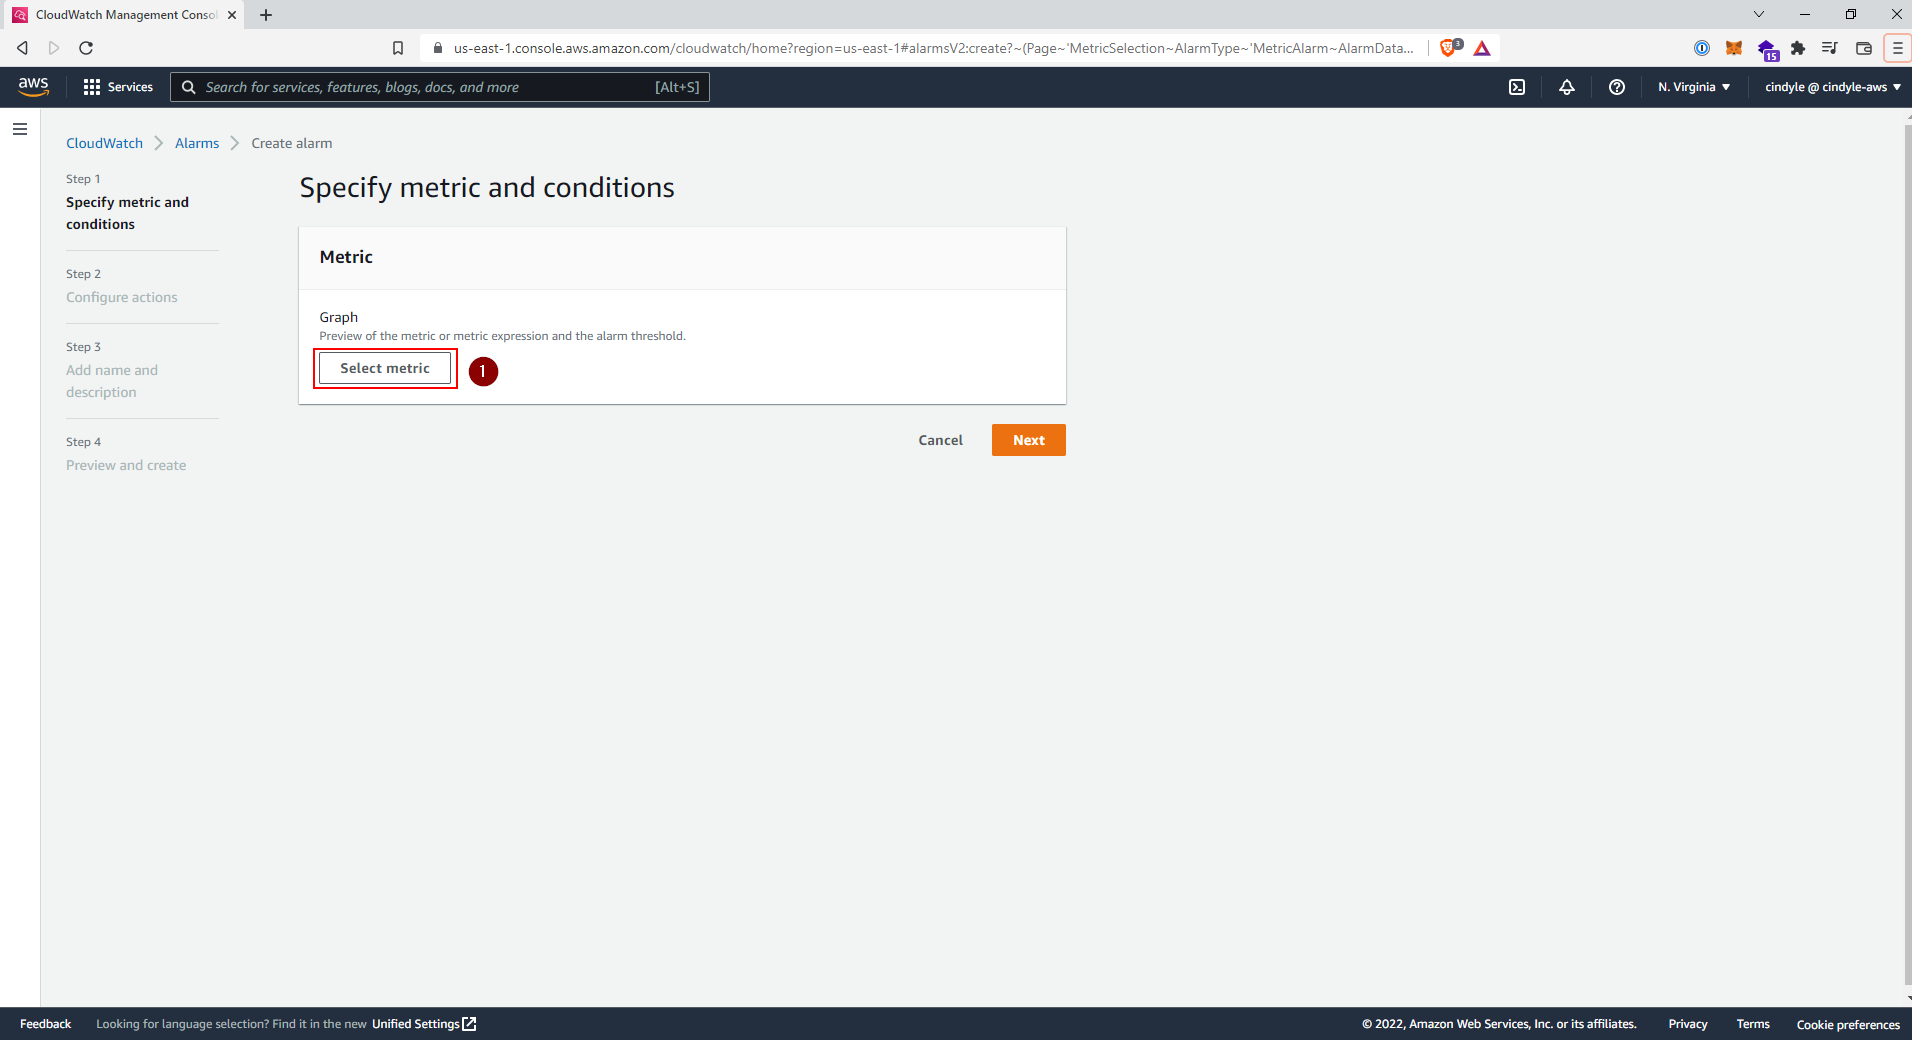 CloudWatch Management Consol
us-east-1.console.aws.amazon.com/cloudwatch/home?region=us-east-1#alarmsV2:create?~(Page~'MetricSelection~AlarmType~'MetricAlarm~AlarmData...
3
15
aws
Services
Search for services, features, blogs, docs, and more
[Alt+S]
N. Virginia
cindyle @ cindyle-aws
CloudWatch
Alarms
Create alarm
Step 1
Specify metric and
conditions
Step 2
Configure actions
Step 3
Add name and
description
Step 4
Preview and create
Specify metric and conditions
Metric
Graph
Preview of the metric or metric expression and the alarm threshold.
Select metric
1
Cancel
Next
Feedback
Looking for language selection? Find it in the new Unified Settings
© 2022, Amazon Web Services, Inc. or its affiliates.
Privacy
Terms
Cookie preferences